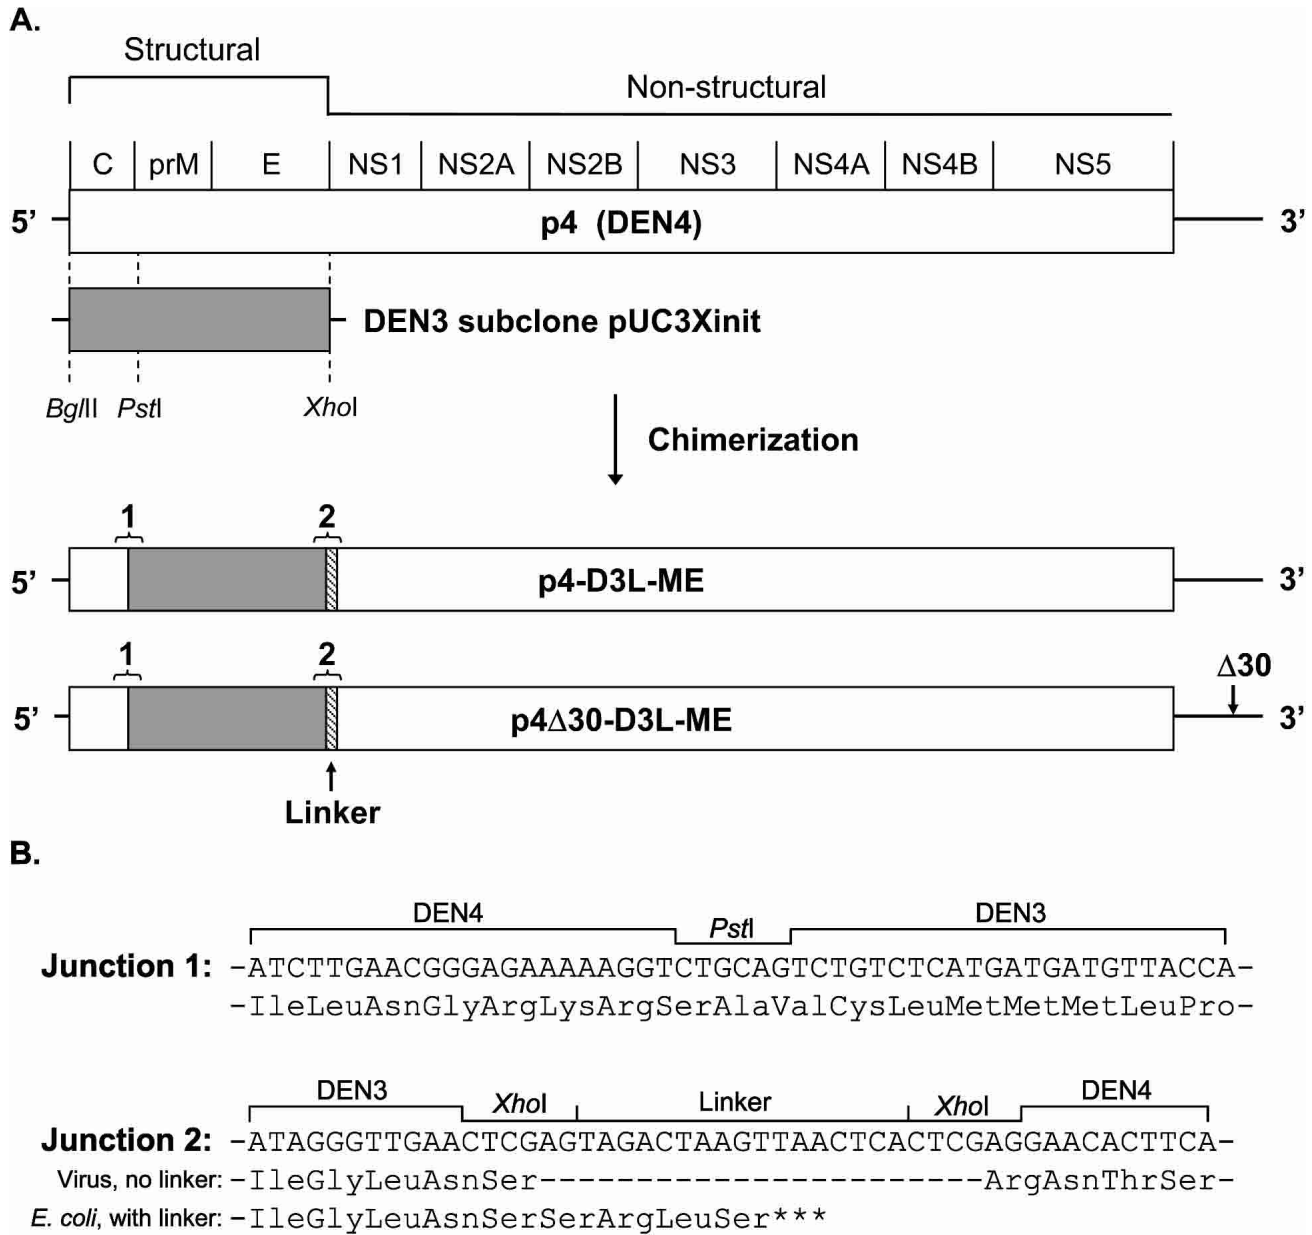 A.
Structural
Non-structural
C prM E NS1 NS2A NS2B NS3 NS4A NS4B NS5
5’ p4 (DEN4) 3’
DEN3 subclone pUC3Xinit
BglII PstI XhoI
Chimerization
1 2
5’ p4-D3L-ME 3’
1 2 Δ30
5’ p4Δ30-D3L-ME 3’
Linker
B.
DEN4 PstI DEN3
Junction 1: -ATCTTGAACGGGAGAAAAAGGTCTGCAGTCTGTCTCATGATGATGTTACCA-
-IleLeuAsnGlyArgLysArgSerAlaValCysLeuMetMetMetLeuPro-
DEN3 XhoI Linker XhoI DEN4
Junction 2: -ATAGGGTTGAACTCGAGTAGACTAAGTTAACTCACTCGAGGAACACTTCA-
Virus, no linker: -IleGlyLeuAsnSer-----------------------ArgAsnThrSer-
E. coli, with linker: -IleGlyLeuAsnSerSerArgLeuSer***